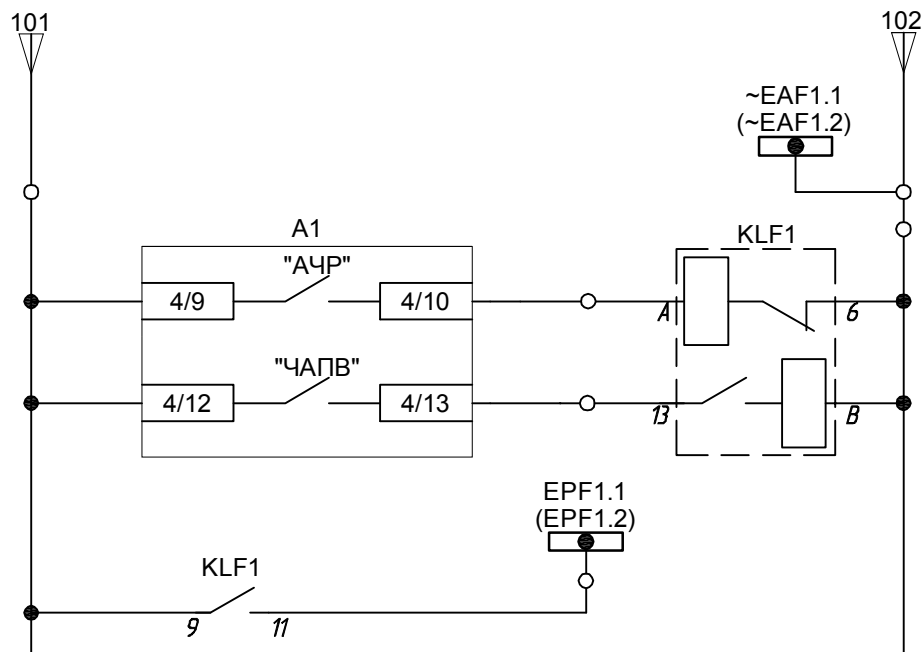 101
102
~EAF1.1
(~EAF1.2)
A1
KLF1
"АЧР"
4/9
4/10
A
6
"ЧАПВ"
4/12
4/13
13
B
EPF1.1
(EPF1.2)
KLF1
9
11